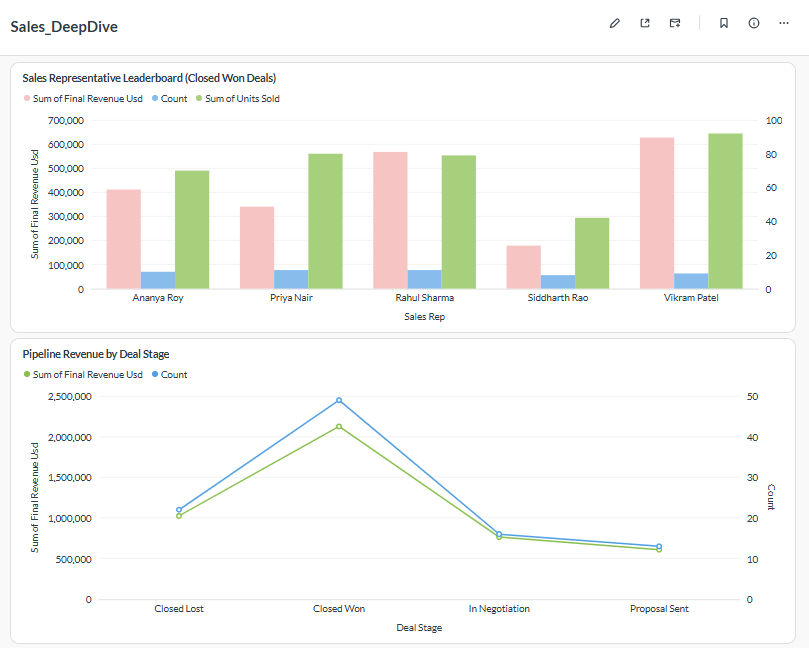 Sales_DeepDive
Sales Representative Leaderboard (Closed Won Deals)
Sum of Final Revenue Usd Count Sum of Units Sold
700,000
600,000
500,000
400,000
300,000
200,000
100,000
0
Sum of Final Revenue Usd
100
80
60
40
20
0
Ananya Roy Priya Nair Rahul Sharma Siddharth Rao Vikram Patel
Sales Rep
Pipeline Revenue by Deal Stage
Sum of Final Revenue Usd Count
2,500,000
2,000,000
1,500,000
1,000,000
500,000
0
Sum of Final Revenue Usd
50
40
30
20
10
0
Count
Closed Lost Closed Won In Negotiation Proposal Sent
Deal Stage